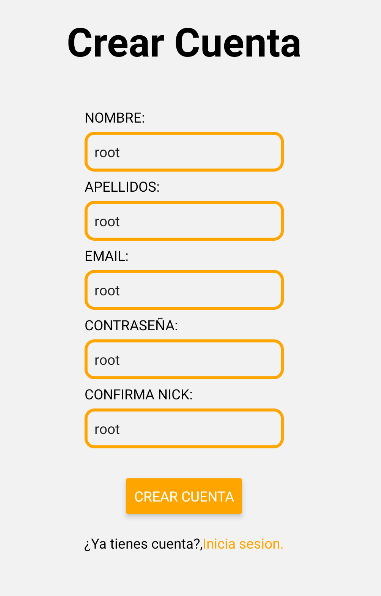 Crear Cuenta
NOMBRE:
root
APELLIDOS:
root
EMAIL:
root
CONTRASEÑA:
root
CONFIRMA NICK:
root
CREAR CUENTA
¿Ya tienes cuenta?,Inicia sesion.